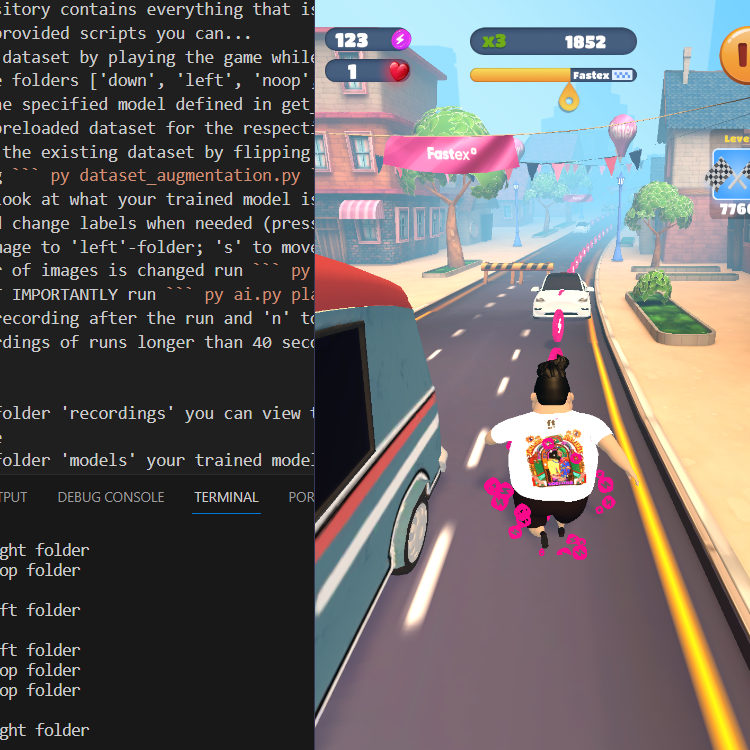 sitory contains everything that is
provided scripts you can...
dataset by playing the game while
e folders ['down', 'left', 'noop',
he specified model defined in get_
preloaded dataset for the respecti
the existing dataset by flipping
g ``` py dataset_augmentation.py
look at what your trained model is
d change labels when needed (press
mage to 'left'-folder; 's' to move
r of images is changed run ``` py
T IMPORTANTLY run ``` py ai.py pla
recording after the run and 'n' to
rdings of runs longer than 40 seco
folder 'recordings' you can view t
e
folder 'models' your trained model
TPUT DEBUG CONSOLE TERMINAL POR
ght folder
op folder
ft folder
ft folder
op folder
op folder
ght folder
123
x3 1852
1
Fastex
Fastex
Leve
7760